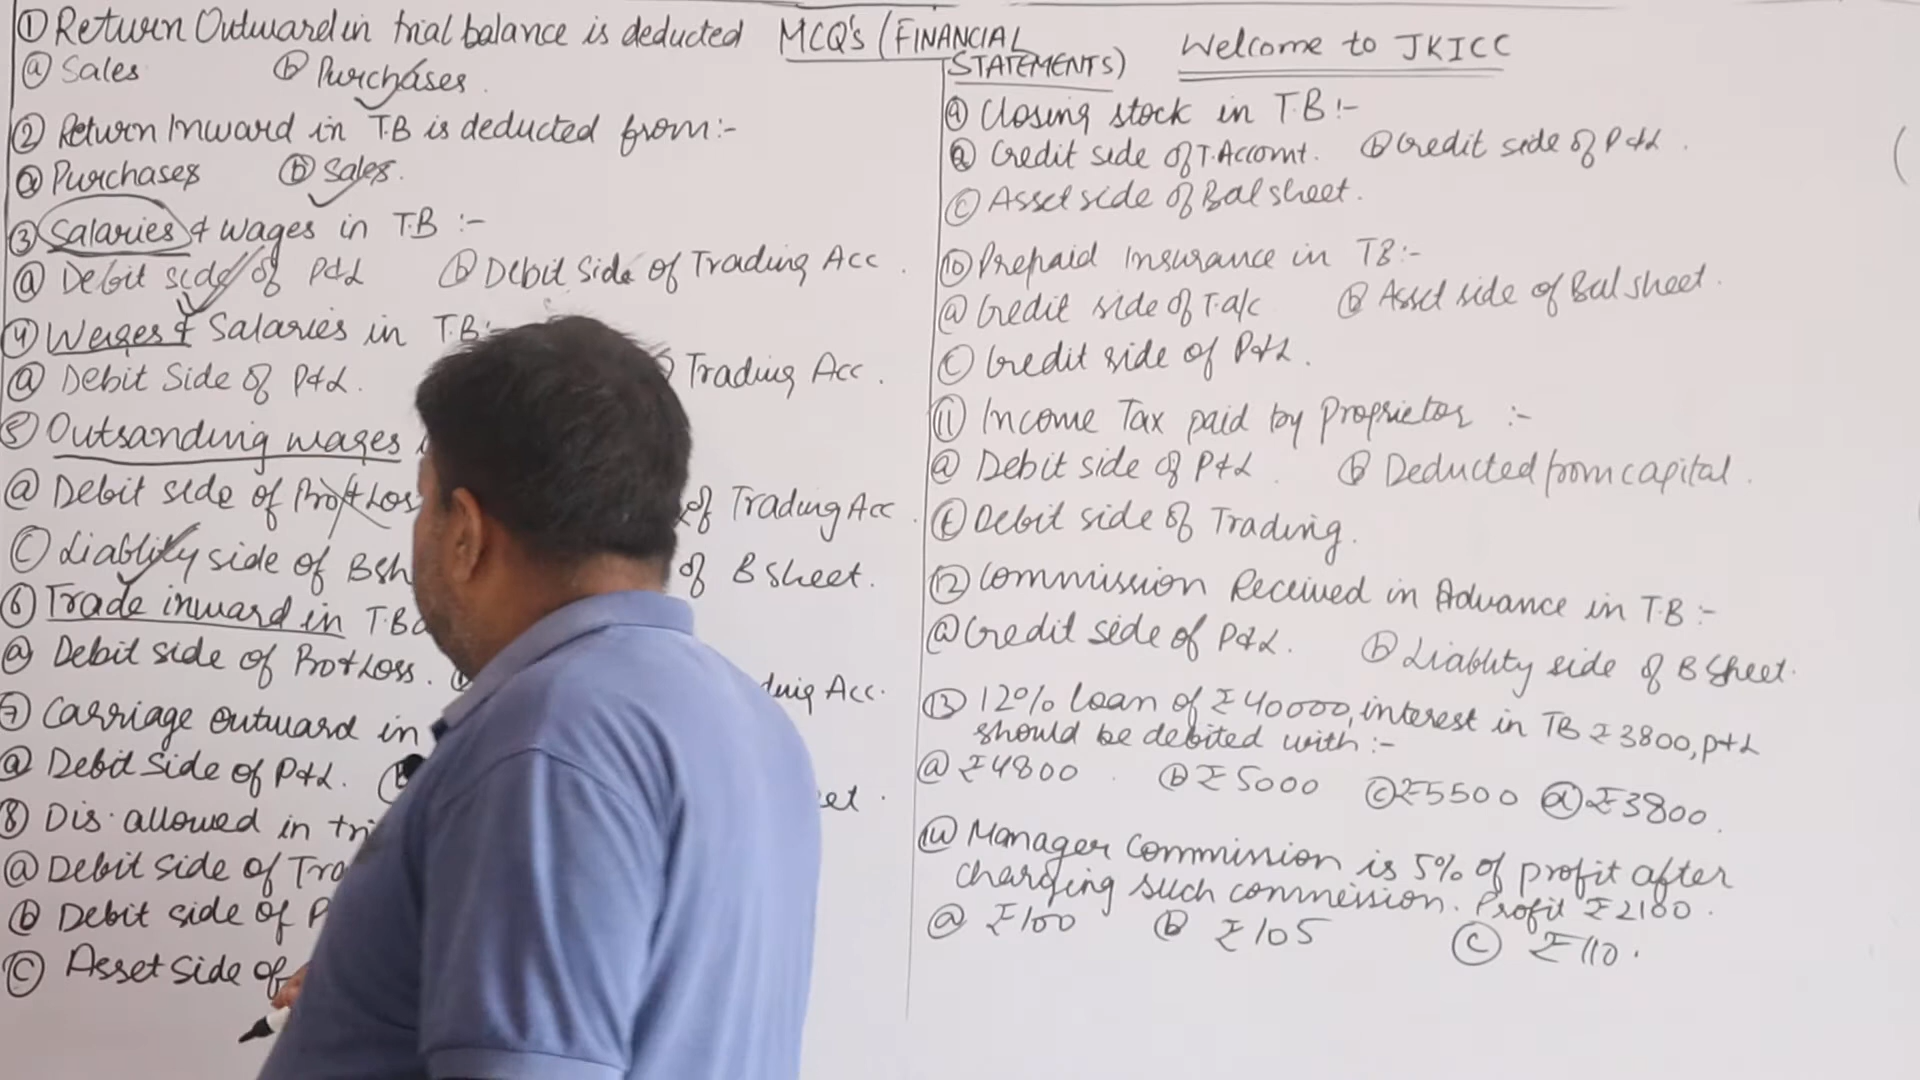 ① Return Outward in trial balance is deducted
ⓐ Sales ⓑ Purchases.
② Return Inward in T.B is deducted from:-
ⓐ Purchases ⓑ Sales.
③ Salaries & wages in T.B :-
ⓐ Debit side of P&L ⓑ Debit Side of Trading Acc.
④ Wages & Salaries in T.B:-
ⓐ Debit Side of P&L. Trading Acc.
⑤ Outsanding wages
ⓐ Debit side of Pro&Los of Trading Acc.
ⓒ Liablity side of Bsh of B sheet.
⑥ Trade inward in T.B
ⓐ Debit side of Pro&Loss. Acc.
⑦ Carriage outward in
ⓐ Debit Side of P&L.
⑧ Dis. allowed in
ⓐ Debit side of
ⓑ Debit side of
ⓒ Asset Side of
MCQ's (FINANCIAL
STATEMENTS)
Welcome to JKICC
⑨ Closing stock in T.B:-
ⓐ Credit side of T.Accomt. ⓑ Credit side of P&L.
ⓒ Asset side of Bal sheet.
⑩ Prepaid Insurance in TB:-
ⓐ Credit side of T.a/c ⓑ Asset side of Bal sheet.
ⓒ Credit side of P&L.
⑪ Income Tax paid by Proprietor :-
ⓐ Debit side of P&L. ⓑ Deducted from capital.
ⓒ Debit side of Trading.
⑫ Commission Received in Advance in T.B:-
ⓐ Credit side of P&L. ⓑ Liablity side of B Sheet.
⑬ 12% loan of ₹40000, interest in TB ₹3800, P&L
should be debited with:-
ⓐ ₹4800 ⓑ ₹5000 ⓒ ₹5500 ⓓ ₹3800.
⑭ Manager Commission is 5% of profit after
charging such commission. Profit ₹2100.
ⓐ ₹100 ⓑ ₹105 ⓒ ₹110.